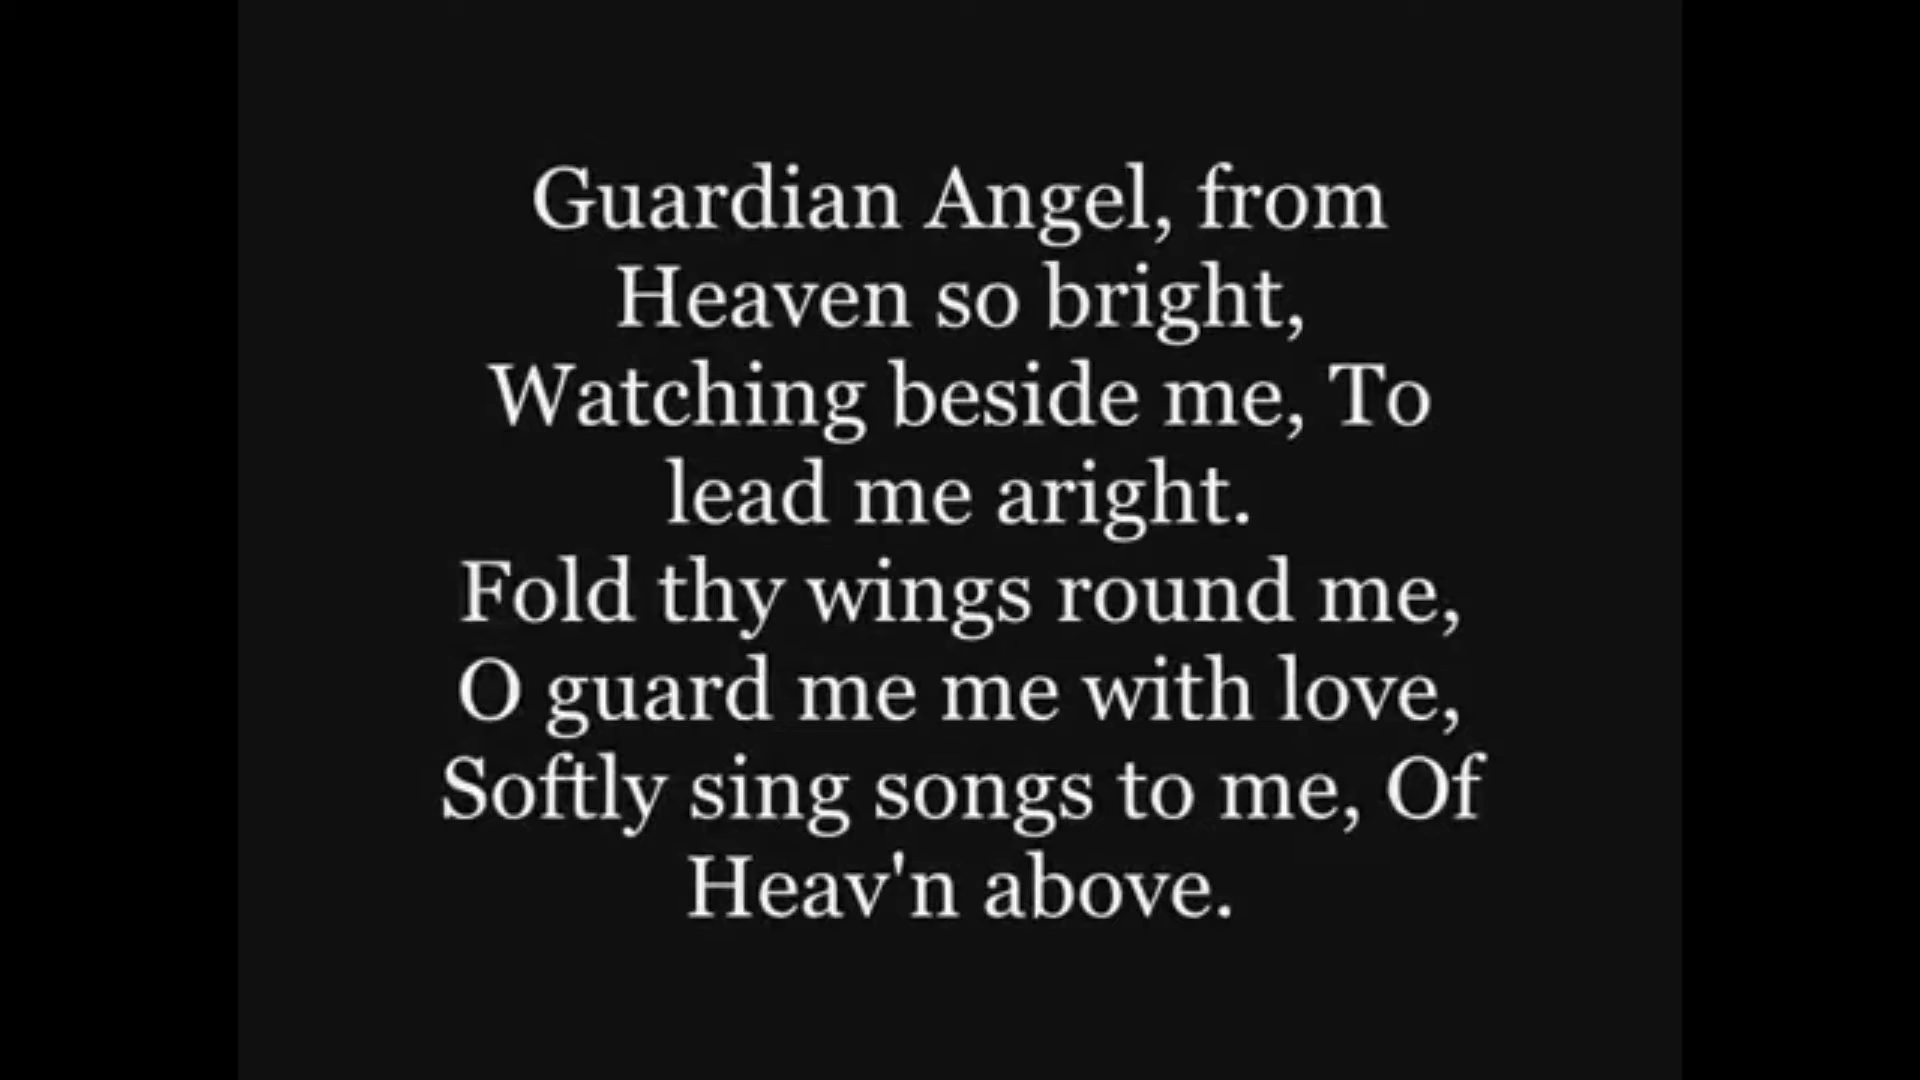 Guardian Angel, from
Heaven so bright,
Watching beside me, To
lead me aright.
Fold thy wings round me,
O guard me me with love,
Softly sing songs to me, Of
Heav'n above.